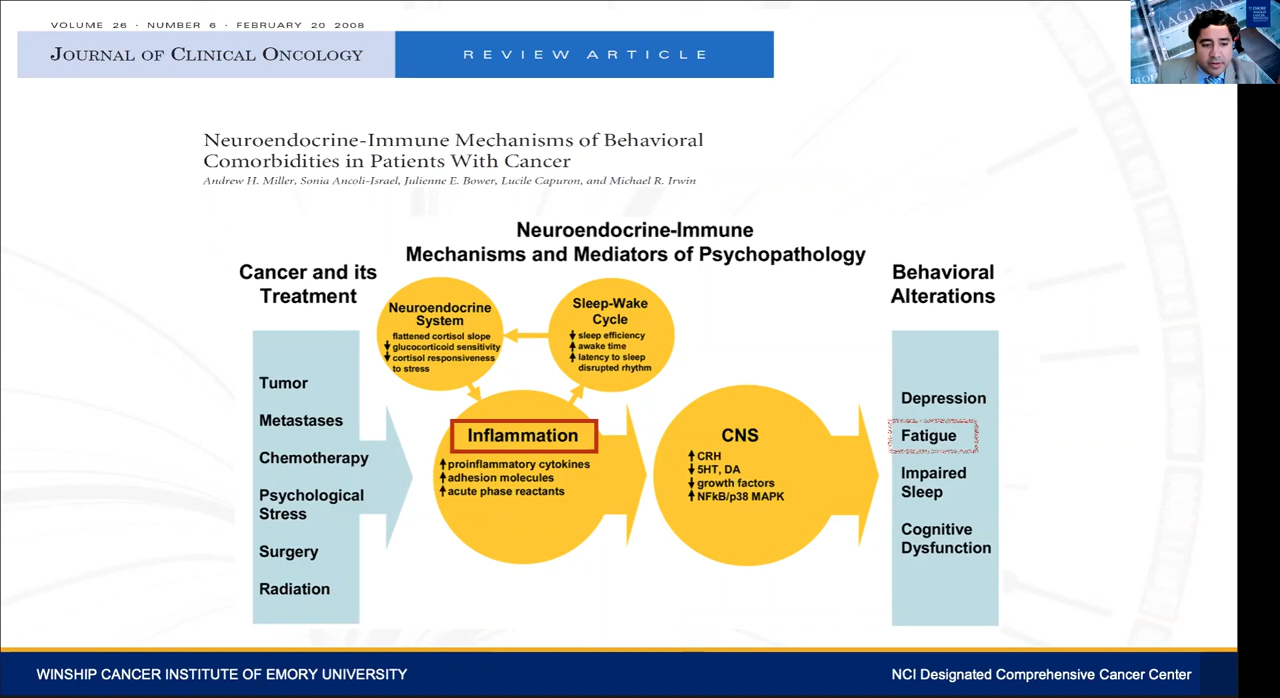 VOLUME 26 · NUMBER 6 · FEBRUARY 20 2008
JOURNAL OF CLINICAL ONCOLOGY
REVIEW ARTICLE
Neuroendocrine-Immune Mechanisms of Behavioral
Comorbidities in Patients With Cancer
Andrew H. Miller, Sonia Ancoli-Israel, Julienne E. Bower, Lucile Capuron, and Michael R. Irwin
Neuroendocrine-Immune
Mechanisms and Mediators of Psychopathology
Cancer and its
Treatment
Tumor
Metastases
Chemotherapy
Psychological
Stress
Surgery
Radiation
Neuroendocrine
System
flattened cortisol slope
↓glucocorticoid sensitivity
↓cortisol responsiveness
to stress
Sleep-Wake
Cycle
↓ sleep efficiency
↑ awake time
↑ latency to sleep
disrupted rhythm
Inflammation
↑proinflammatory cytokines
↑adhesion molecules
↑acute phase reactants
CNS
↑CRH
↓5HT, DA
↓growth factors
↑NFkB/p38 MAPK
Behavioral
Alterations
Depression
Fatigue
Impaired
Sleep
Cognitive
Dysfunction
WINSHIP CANCER INSTITUTE OF EMORY UNIVERSITY
NCI Designated Comprehensive Cancer Center
EMORY